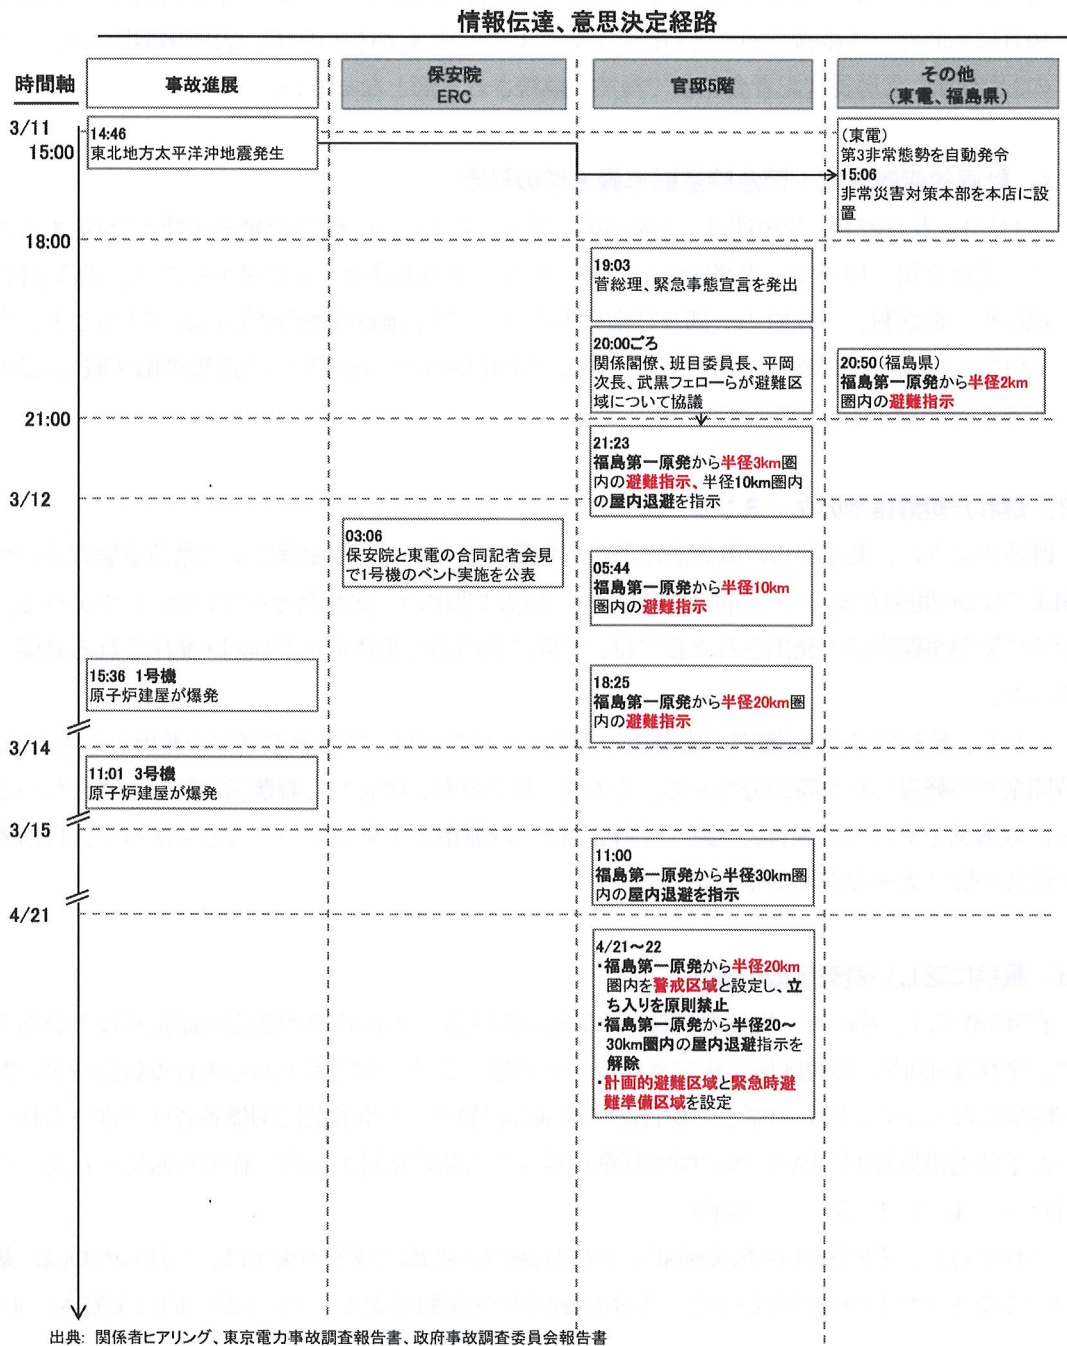 情報伝達、意思決定経路
時間軸
事故進展
保安院
ERC
官邸5階
その他
(東電、福島県)
3/11
15:00
14:46
東北地方太平洋沖地震発生
(東電)
第3非常態勢を自動発令
15:06
非常災害対策本部を本店に設
置
18:00
19:03
菅総理、緊急事態宣言を発出
20:00ごろ
関係閣僚、班目委員長、平岡
次長、武黒フェローらが避難区
域について協議
20:50(福島県)
福島第一原発から半径2km
圏内の避難指示
21:00
21:23
福島第一原発から半径3km圏
内の避難指示、半径10km圏内
の屋内退避を指示
3/12
03:06
保安院と東電の合同記者会見
で1号機のベント実施を公表
05:44
福島第一原発から半径10km
圏内の避難指示
15:36 1号機
原子炉建屋が爆発
18:25
福島第一原発から半径20km圏
内の避難指示
3/14
11:01 3号機
原子炉建屋が爆発
3/15
11:00
福島第一原発から半径30km圏
内の屋内退避を指示
4/21
4/21～22
・福島第一原発から半径20km
圏内を警戒区域と設定し、立
ち入りを原則禁止
・福島第一原発から半径20～
30km圏内の屋内退避指示を
解除
・計画的避難区域と緊急時避
難準備区域を設定
出典: 関係者ヒアリング、東京電力事故調査報告書、政府事故調査委員会報告書